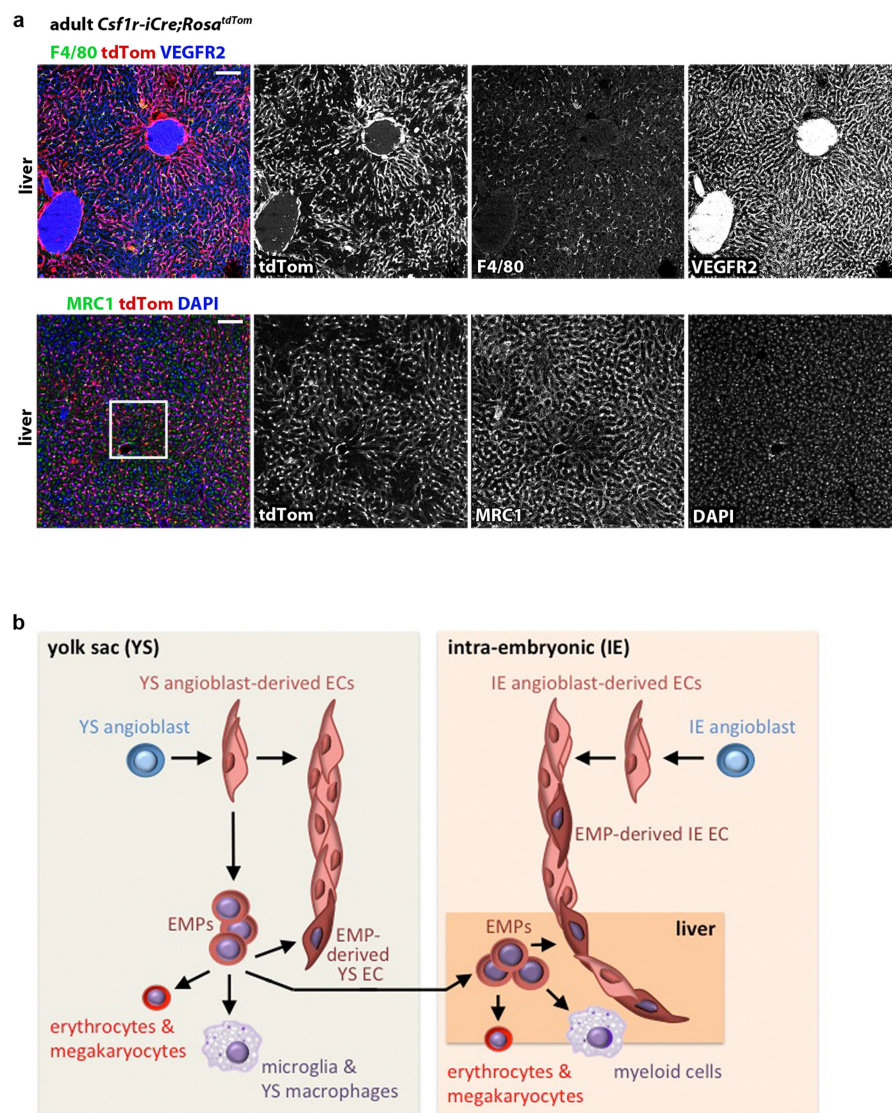 a
adult Csf1r-iCre;Rosa^tdTom
F4/80 tdTom VEGFR2
liver
tdTom
F4/80
VEGFR2
MRC1 tdTom DAPI
liver
tdTom
MRC1
DAPI
b
yolk sac (YS)
YS angioblast-derived ECs
YS angioblast
EMPs
EMP-
derived
YS EC
erythrocytes &
megakaryocytes
microglia &
YS macrophages
intra-embryonic (IE)
IE angioblast-derived ECs
IE angioblast
EMP-derived IE EC
EMPs
liver
erythrocytes &
megakaryocytes
myeloid cells